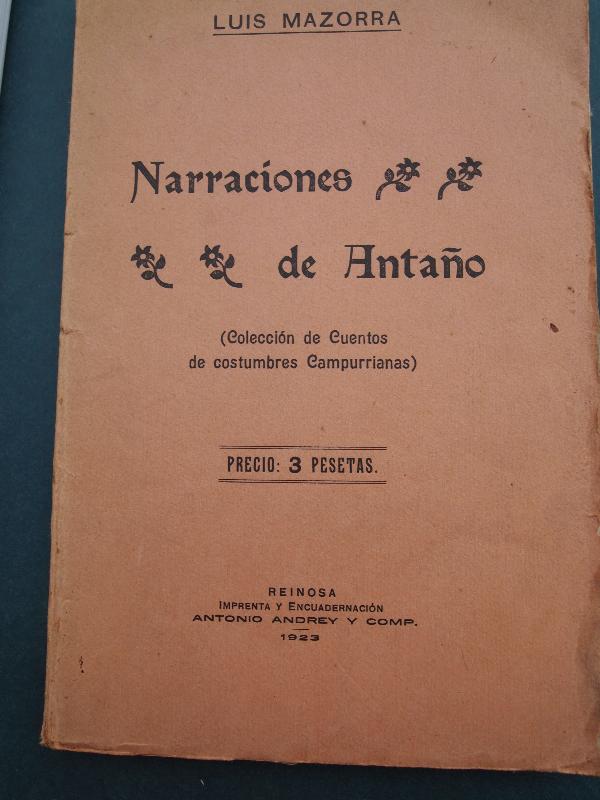 LUIS MAZORRA
Narraciones
de Antaño
(Colección de Cuentos
de costumbres Campurrianas)
PRECIO: 3 PESETAS.
REINOSA
IMPRENTA Y ENCUADERNACIÓN
ANTONIO ANDREY Y COMP.
1923